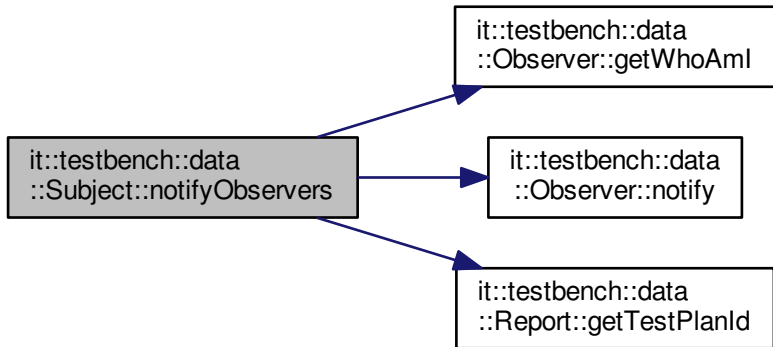 it::testbench::data
::Observer::getWhoAmI
it::testbench::data
::Subject::notifyObservers
it::testbench::data
::Observer::notify
it::testbench::data
::Report::getTestPlanId